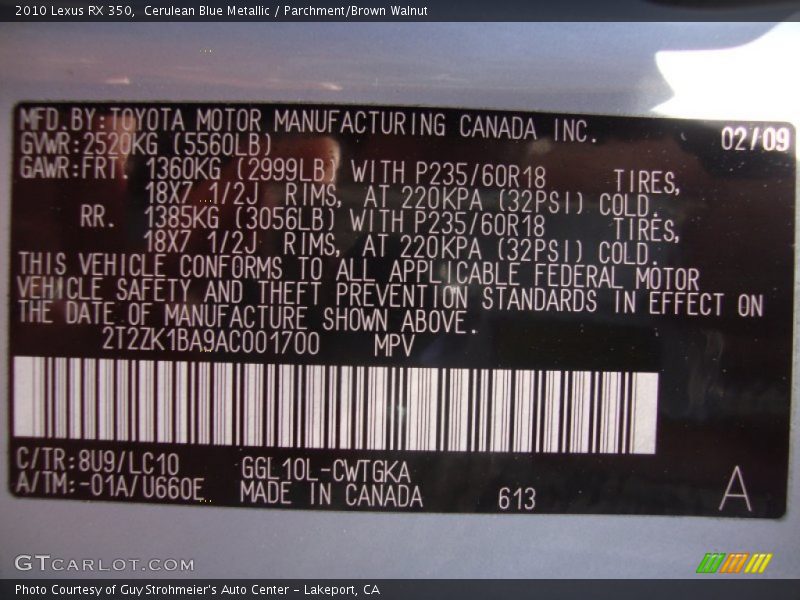 2010 Lexus RX 350, Cerulean Blue Metallic / Parchment/Brown Walnut
MFD.BY:TOYOTA MOTOR MANUFACTURING CANADA INC. 02/09
GVWR:2520KG (5560LB)
GAWR:FRT. 1360KG (2999LB) WITH P235/60R18 TIRES,
18X7 1/2J RIMS, AT 220KPA (32PSI) COLD.
RR. 1385KG (3056LB) WITH P235/60R18 TIRES,
18X7 1/2J RIMS, AT 220KPA (32PSI) COLD.
THIS VEHICLE CONFORMS TO ALL APPLICABLE FEDERAL MOTOR
VEHICLE SAFETY AND THEFT PREVENTION STANDARDS IN EFFECT ON
THE DATE OF MANUFACTURE SHOWN ABOVE.
2T2ZK1BA9AC001700 MPV
C/TR:8U9/LC10 GGL10L-CWTGKA
A/TM:-01A/U660E MADE IN CANADA 613 A
GTCARLOT.COM
Photo Courtesy of Guy Strohmeier's Auto Center - Lakeport, CA